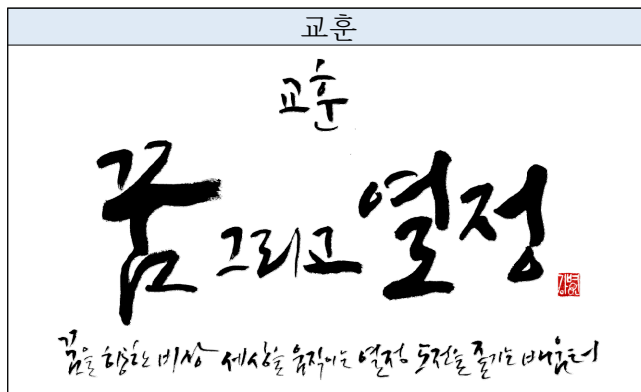 교훈
교훈
꿈 그리고 열정
꿈을 향한 비상 세상을 움직이는 열정 도전을 즐기는 배움터